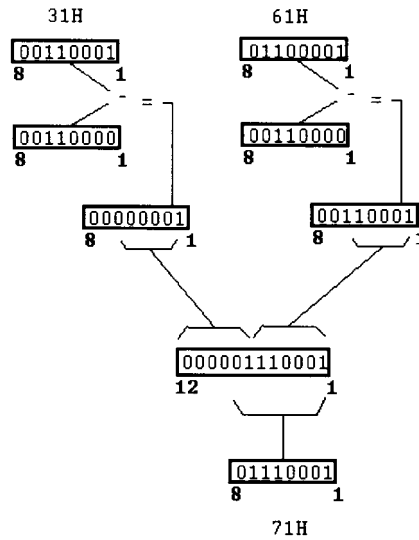 31H 61H
00110001 01100001
8 1 8 1
^ = ^ =
00110000 00110000
8 1 8 1
00000001 00110001
8 1 8 1
000001110001
12 1
01110001
8 1
71H